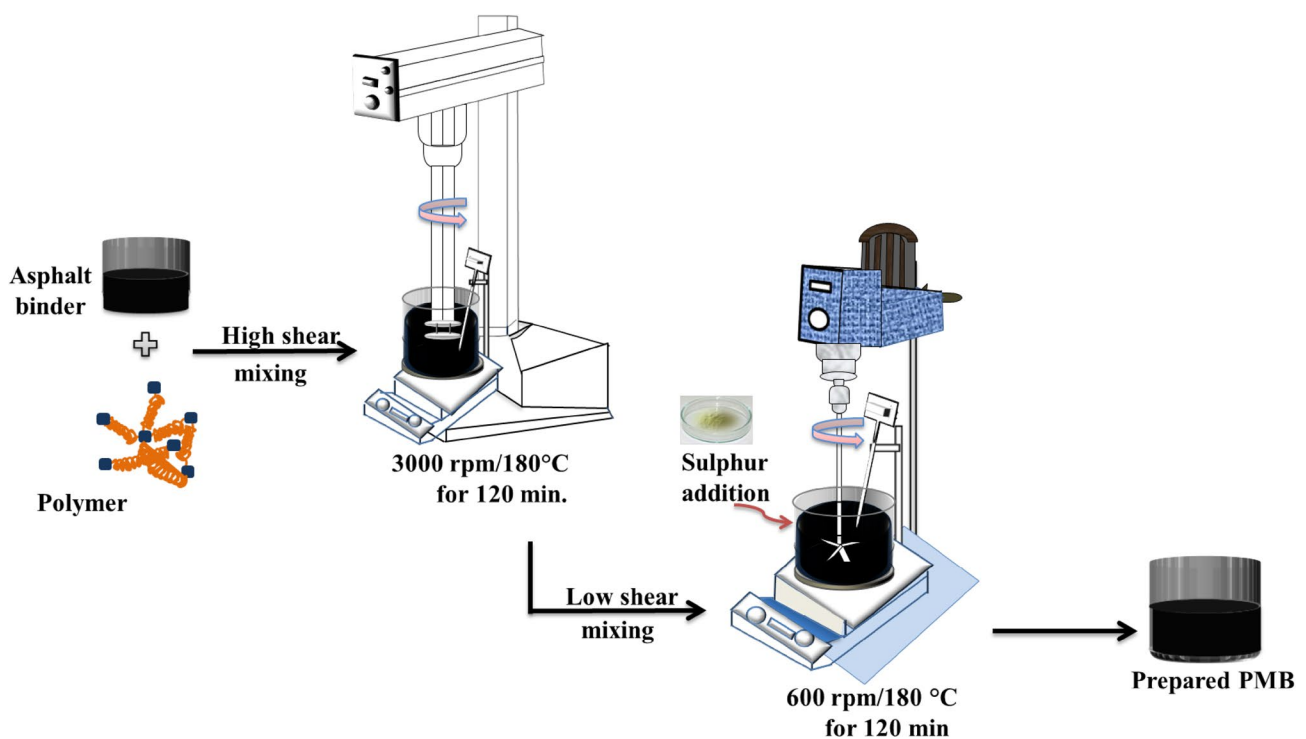 Asphalt
binder
High shear
mixing
Polymer
3000 rpm/180°C
for 120 min.
Sulphur
addition
Low shear
mixing
600 rpm/180 °C
for 120 min
Prepared PMB